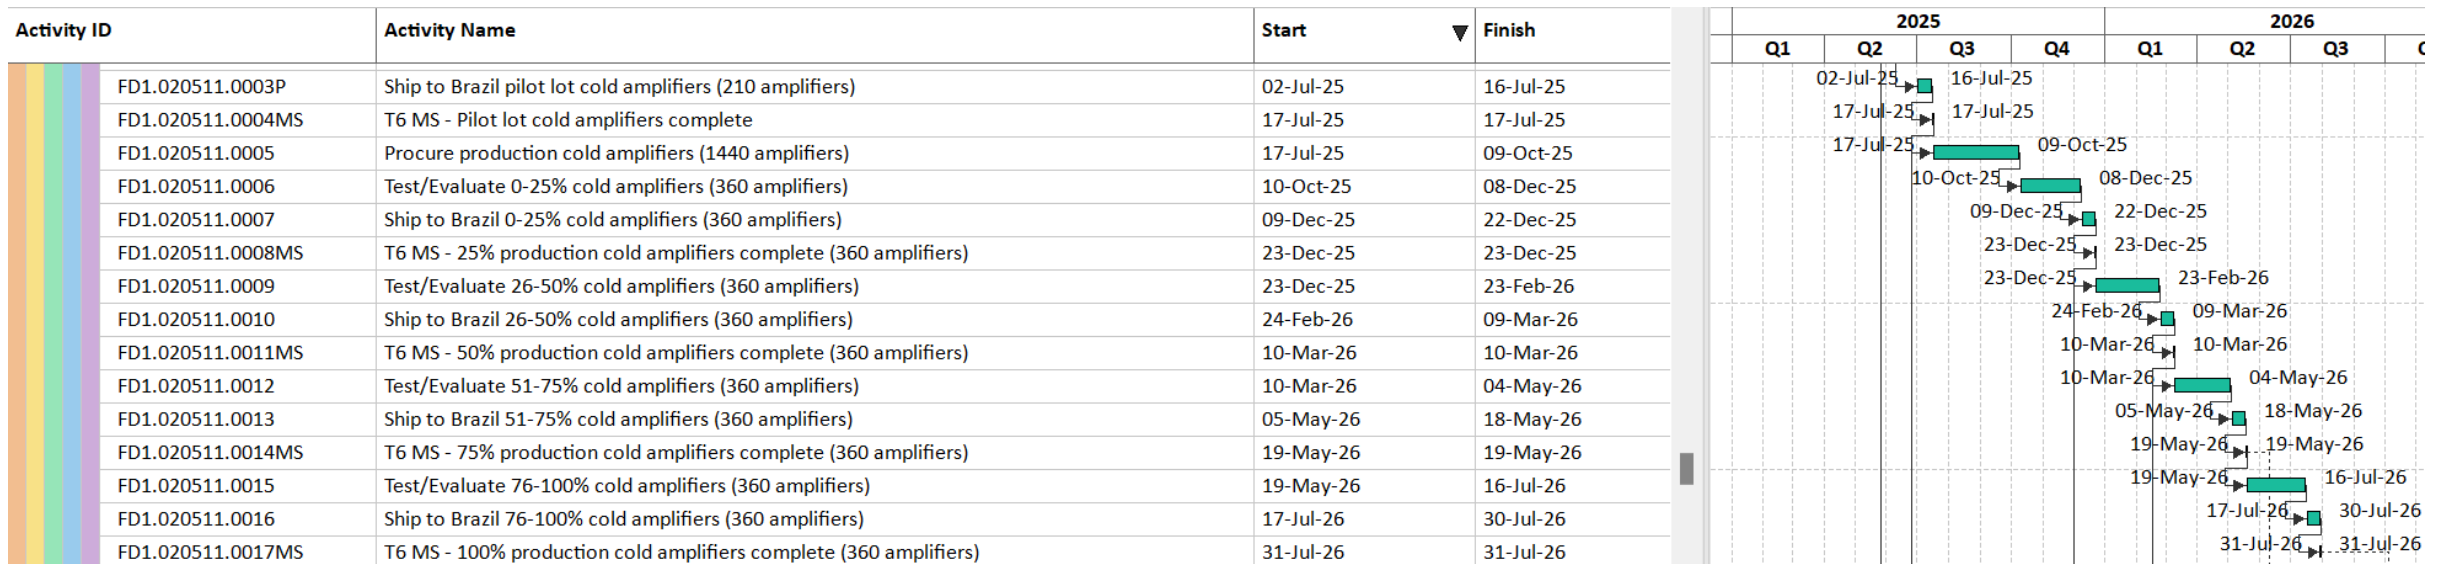 Activity ID Activity Name Start Finish 2025 2026
Q1 Q2 Q3 Q4 Q1 Q2 Q3
FD1.020511.0003P Ship to Brazil pilot lot cold amplifiers (210 amplifiers) 02-Jul-25 16-Jul-25 02-Jul-25 16-Jul-25
FD1.020511.0004MS T6 MS - Pilot lot cold amplifiers complete 17-Jul-25 17-Jul-25 17-Jul-25 17-Jul-25
FD1.020511.0005 Procure production cold amplifiers (1440 amplifiers) 17-Jul-25 09-Oct-25 17-Jul-25 09-Oct-25
FD1.020511.0006 Test/Evaluate 0-25% cold amplifiers (360 amplifiers) 10-Oct-25 08-Dec-25 10-Oct-25 08-Dec-25
FD1.020511.0007 Ship to Brazil 0-25% cold amplifiers (360 amplifiers) 09-Dec-25 22-Dec-25 09-Dec-25 22-Dec-25
FD1.020511.0008MS T6 MS - 25% production cold amplifiers complete (360 amplifiers) 23-Dec-25 23-Dec-25 23-Dec-25 23-Dec-25
FD1.020511.0009 Test/Evaluate 26-50% cold amplifiers (360 amplifiers) 23-Dec-25 23-Feb-26 23-Dec-25 23-Feb-26
FD1.020511.0010 Ship to Brazil 26-50% cold amplifiers (360 amplifiers) 24-Feb-26 09-Mar-26 24-Feb-26 09-Mar-26
FD1.020511.0011MS T6 MS - 50% production cold amplifiers complete (360 amplifiers) 10-Mar-26 10-Mar-26 10-Mar-26 10-Mar-26
FD1.020511.0012 Test/Evaluate 51-75% cold amplifiers (360 amplifiers) 10-Mar-26 04-May-26 10-Mar-26 04-May-26
FD1.020511.0013 Ship to Brazil 51-75% cold amplifiers (360 amplifiers) 05-May-26 18-May-26 05-May-26 18-May-26
FD1.020511.0014MS T6 MS - 75% production cold amplifiers complete (360 amplifiers) 19-May-26 19-May-26 19-May-26 19-May-26
FD1.020511.0015 Test/Evaluate 76-100% cold amplifiers (360 amplifiers) 19-May-26 16-Jul-26 19-May-26 16-Jul-26
FD1.020511.0016 Ship to Brazil 76-100% cold amplifiers (360 amplifiers) 17-Jul-26 30-Jul-26 17-Jul-26 30-Jul-26
FD1.020511.0017MS T6 MS - 100% production cold amplifiers complete (360 amplifiers) 31-Jul-26 31-Jul-26 31-Jul-26 31-Jul-26